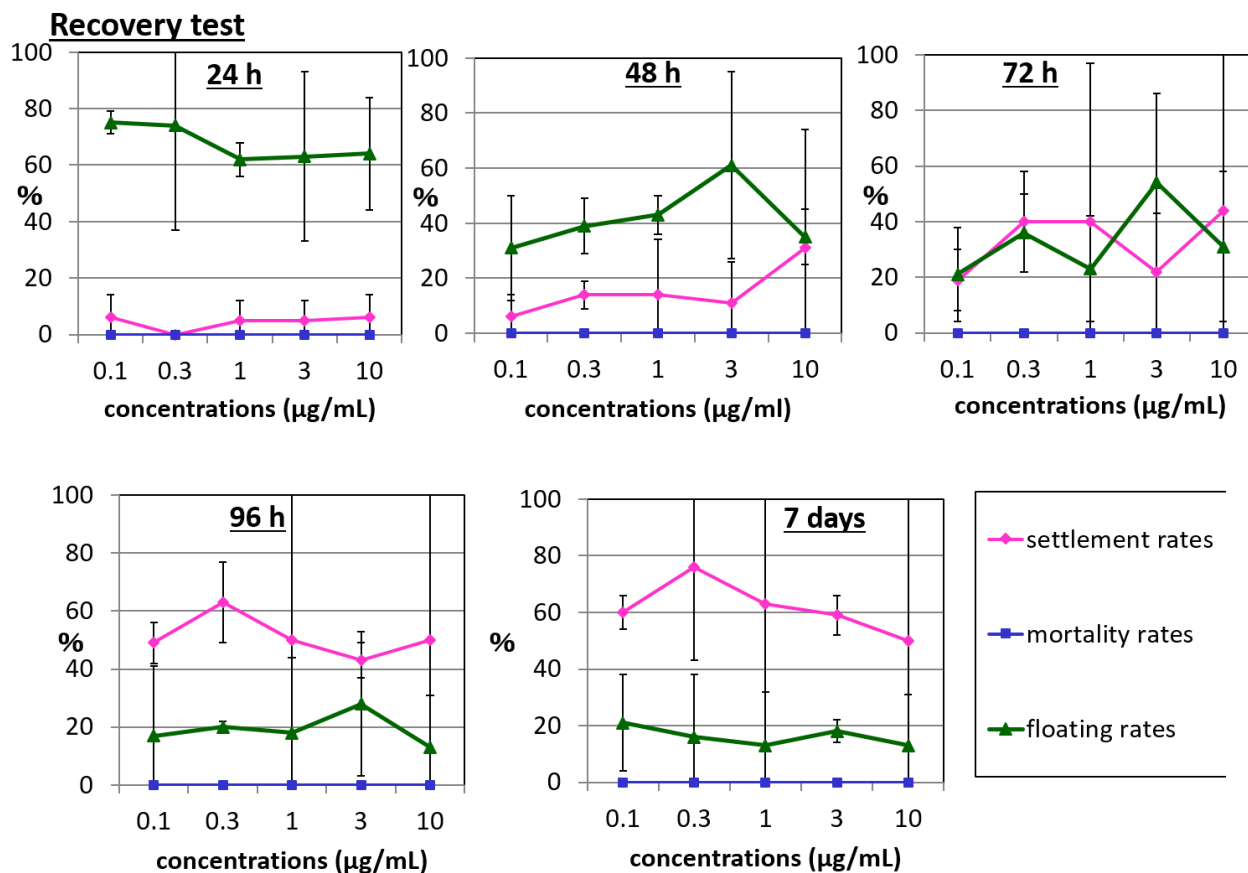 Recovery test
24 h
100
80
60
%
40
20
0
0.1 0.3 1 3 10
concentrations (µg/mL)
48 h
100
80
60
%
40
20
0
0.1 0.3 1 3 10
concentrations (µg/ml)
72 h
100
80
60
%
40
20
0
0.1 0.3 1 3 10
concentrations (µg/mL)
96 h
100
80
60
%
40
20
0
0.1 0.3 1 3 10
concentrations (µg/mL)
7 days
100
80
60
%
40
20
0
0.1 0.3 1 3 10
concentrations (µg/mL)
settlement rates
mortality rates
floating rates